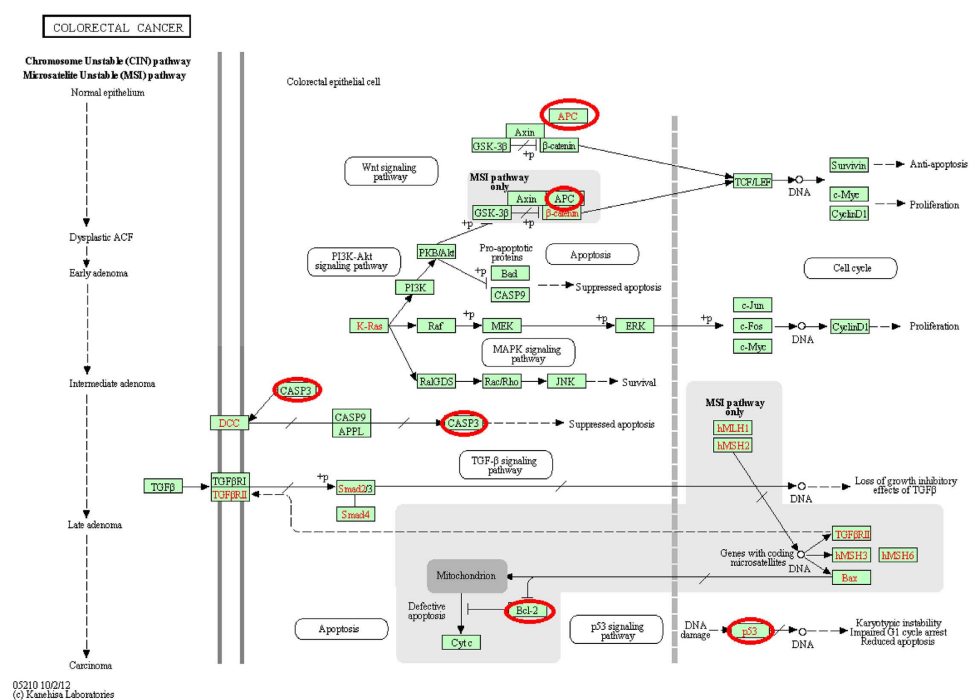 COLORECTAL CANCER
Chromosome Unstable (CIN) pathway
Microsatelite Unstable (MSI) pathway
Normal epithelium
Dysplastic ACF
Early adenoma
Intermediate adenoma
Late adenoma
Carcinoma
Colorectal epithelial cell
APC
Axin
GSK-3β
+p
β-catenin
Wnt signaling
pathway
MSI pathway
only
Axin
APC
GSK-3β
+p
β-catenin
TCF/LEF
DNA
Survivin
Anti-apoptosis
c-Myc
CyclinD1
Proliferation
+p
PKB/Akt
PI3K-Akt
signaling pathway
PI3K
Pro-apoptotic
proteins
+p
Bad
CASP9
Suppressed apoptosis
Apoptosis
Cell cycle
K-Ras
Raf
+p
MEK
+p
ERK
+p
c-Jun
c-Fos
c-Myc
DNA
CyclinD1
Proliferation
MAPK signaling
pathway
RalGDS
Rac/Rho
JNK
Survival
CASP3
DCC
CASP9
APPL
CASP3
Suppressed apoptosis
MSI pathway
only
hMLH1
hMSH2
TGF-β signaling
pathway
TGFβ
TGFβRI
TGFβRII
+p
Smad2/3
Smad4
DNA
Loss of growth inhibitory
effects of TGFβ
TGFβRII
Genes with coding
microsatellites
DNA
hMSH3
hMSH6
Bax
Mitochondrion
Defective
apoptosis
Bcl-2
Cyt c
Apoptosis
p53 signaling
pathway
DNA
damage
p53
DNA
Karyotypic instability
Impaired G1 cycle arrest
Reduced apoptosis
05210 10/2/12
(c) Kanehisa Laboratories